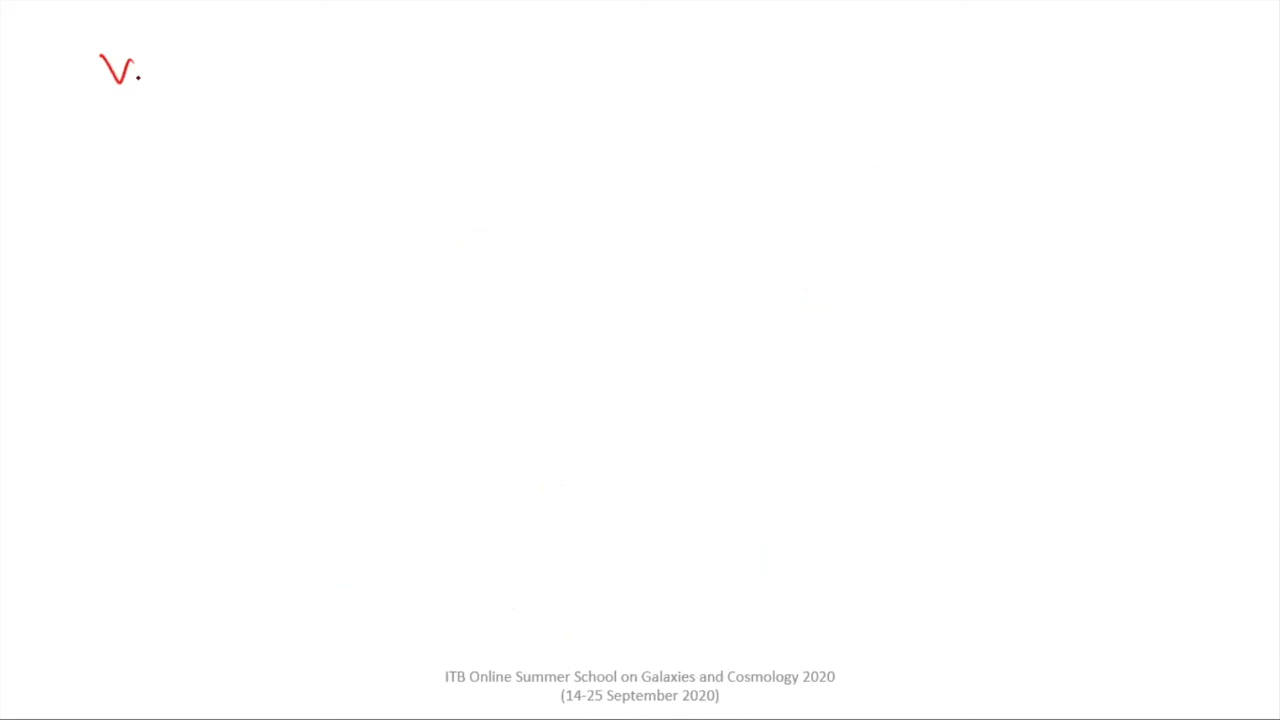 V
ITB Online Summer School on Galaxies and Cosmology 2020
(14-25 September 2020)